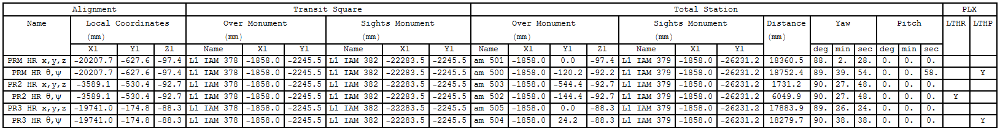 Alignment Transit Square Total Station PLX
Name Local Coordinates Over Monument Sights Monument Over Monument Sights Monument Distance Yaw Pitch LTHR LTHP
(mm) (mm) (mm) (mm) (mm) (mm)
Xl Yl Zl Name Xl Yl Name Xl Yl Name Xl Yl Zl Name Xl Yl deg min sec deg min sec
PRM HR x,y,z -20207.7 -627.6 -97.4 L1 IAM 378 -1858.0 -2245.5 L1 IAM 382 -22283.5 -2245.5 am 501 -1858.0 0.0 -97.4 L1 IAM 379 -1858.0 -26231.2 18360.5 88. 2. 28. 0. 0. 0.
PRM HR θ,ψ -20207.7 -627.6 -97.4 L1 IAM 378 -1858.0 -2245.5 L1 IAM 382 -22283.5 -2245.5 am 500 -1858.0 -120.2 -92.2 L1 IAM 379 -1858.0 -26231.2 18752.4 89. 39. 54. 0. 0. 58. Y
PR2 HR x,y,z -3589.1 -530.4 -92.7 L1 IAM 378 -1858.0 -2245.5 L1 IAM 382 -22283.5 -2245.5 am 503 -1858.0 -544.4 -92.7 L1 IAM 379 -1858.0 -26231.2 1731.2 90. 27. 48. 0. 0. 0.
PR2 HR θ,ψ -3589.1 -530.4 -92.7 L1 IAM 378 -1858.0 -2245.5 L1 IAM 382 -22283.5 -2245.5 am 502 -1858.0 -144.4 -92.7 L1 IAM 379 -1858.0 -26231.2 6049.9 90. 27. 48. 0. 0. 0. Y
PR3 HR x,y,z -19741.0 -174.8 -88.3 L1 IAM 378 -1858.0 -2245.5 L1 IAM 382 -22283.5 -2245.5 am 505 -1858.0 0.0 -88.3 L1 IAM 379 -1858.0 -26231.2 17883.9 89. 26. 24. 0. 0. 0.
PR3 HR θ,ψ -19741.0 -174.8 -88.3 L1 IAM 378 -1858.0 -2245.5 L1 IAM 382 -22283.5 -2245.5 am 504 -1858.0 24.2 -88.3 L1 IAM 379 -1858.0 -26231.2 18279.7 90. 38. 38. 0. 0. 0. Y